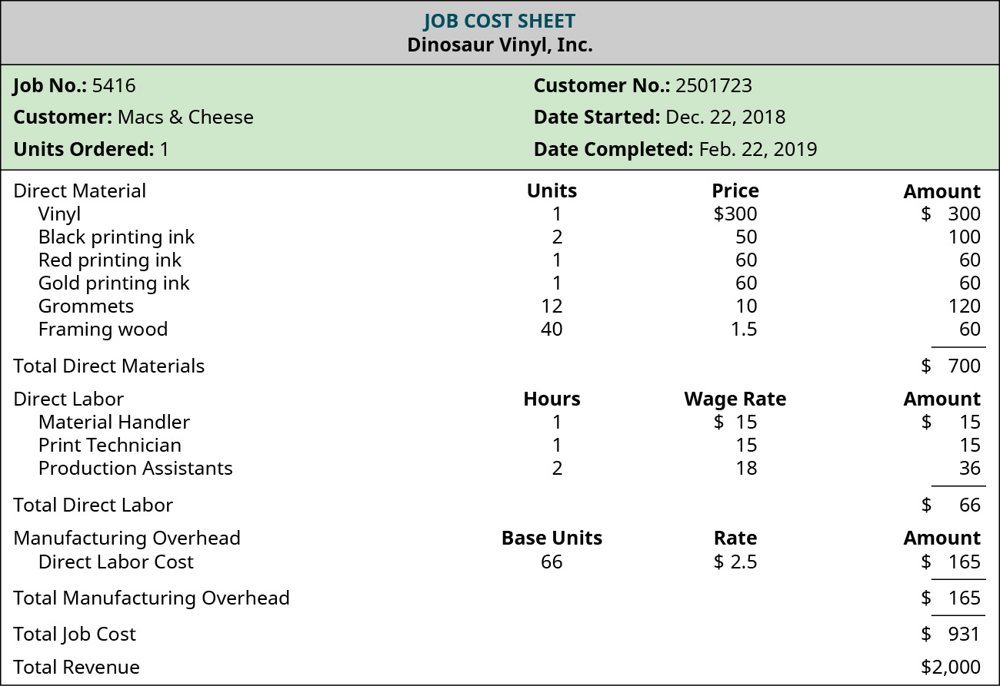 JOB COST SHEET
Dinosaur Vinyl, Inc.
Job No.: 5416 Customer No.: 2501723
Customer: Macs & Cheese Date Started: Dec. 22, 2018
Units Ordered: 1 Date Completed: Feb. 22, 2019
Direct Material Units Price Amount
Vinyl 1 $300 $ 300
Black printing ink 2 50 100
Red printing ink 1 60 60
Gold printing ink 1 60 60
Grommets 12 10 120
Framing wood 40 1.5 60
Total Direct Materials $ 700
Direct Labor Hours Wage Rate Amount
Material Handler 1 $ 15 $ 15
Print Technician 1 15 15
Production Assistants 2 18 36
Total Direct Labor $ 66
Manufacturing Overhead Base Units Rate Amount
Direct Labor Cost 66 $ 2.5 $ 165
Total Manufacturing Overhead $ 165
Total Job Cost $ 931
Total Revenue $2,000